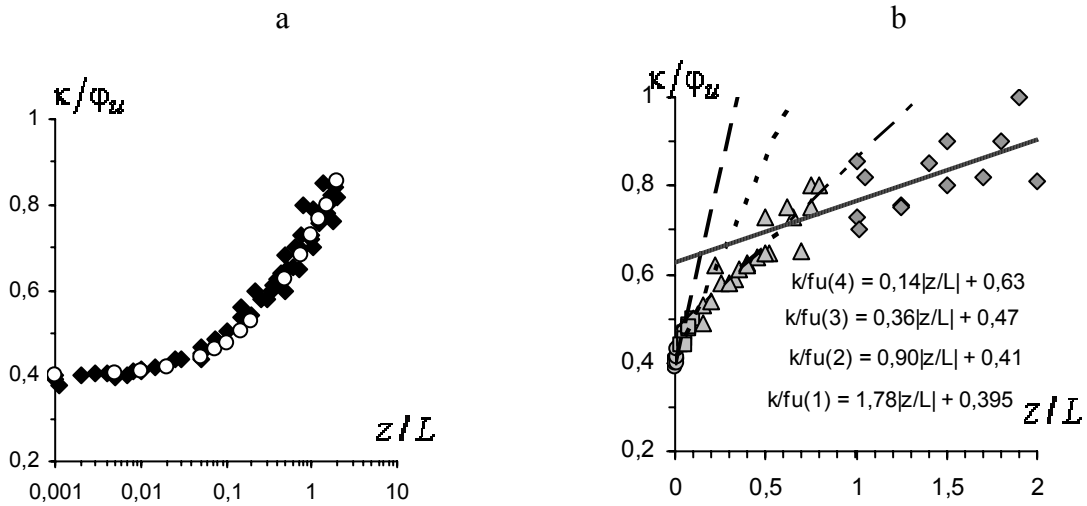 a
κ/φu
1
0,8
0,6
0,4
0,2
0,001
0,01
0,1
1
10
z/L
b
κ/φu
1
0,8
0,6
0,4
0,2
k/fu(4) = 0,14|z/L| + 0,63
k/fu(3) = 0,36|z/L| + 0,47
k/fu(2) = 0,90|z/L| + 0,41
k/fu(1) = 1,78|z/L| + 0,395
z/L
0
0,5
1
1,5
2